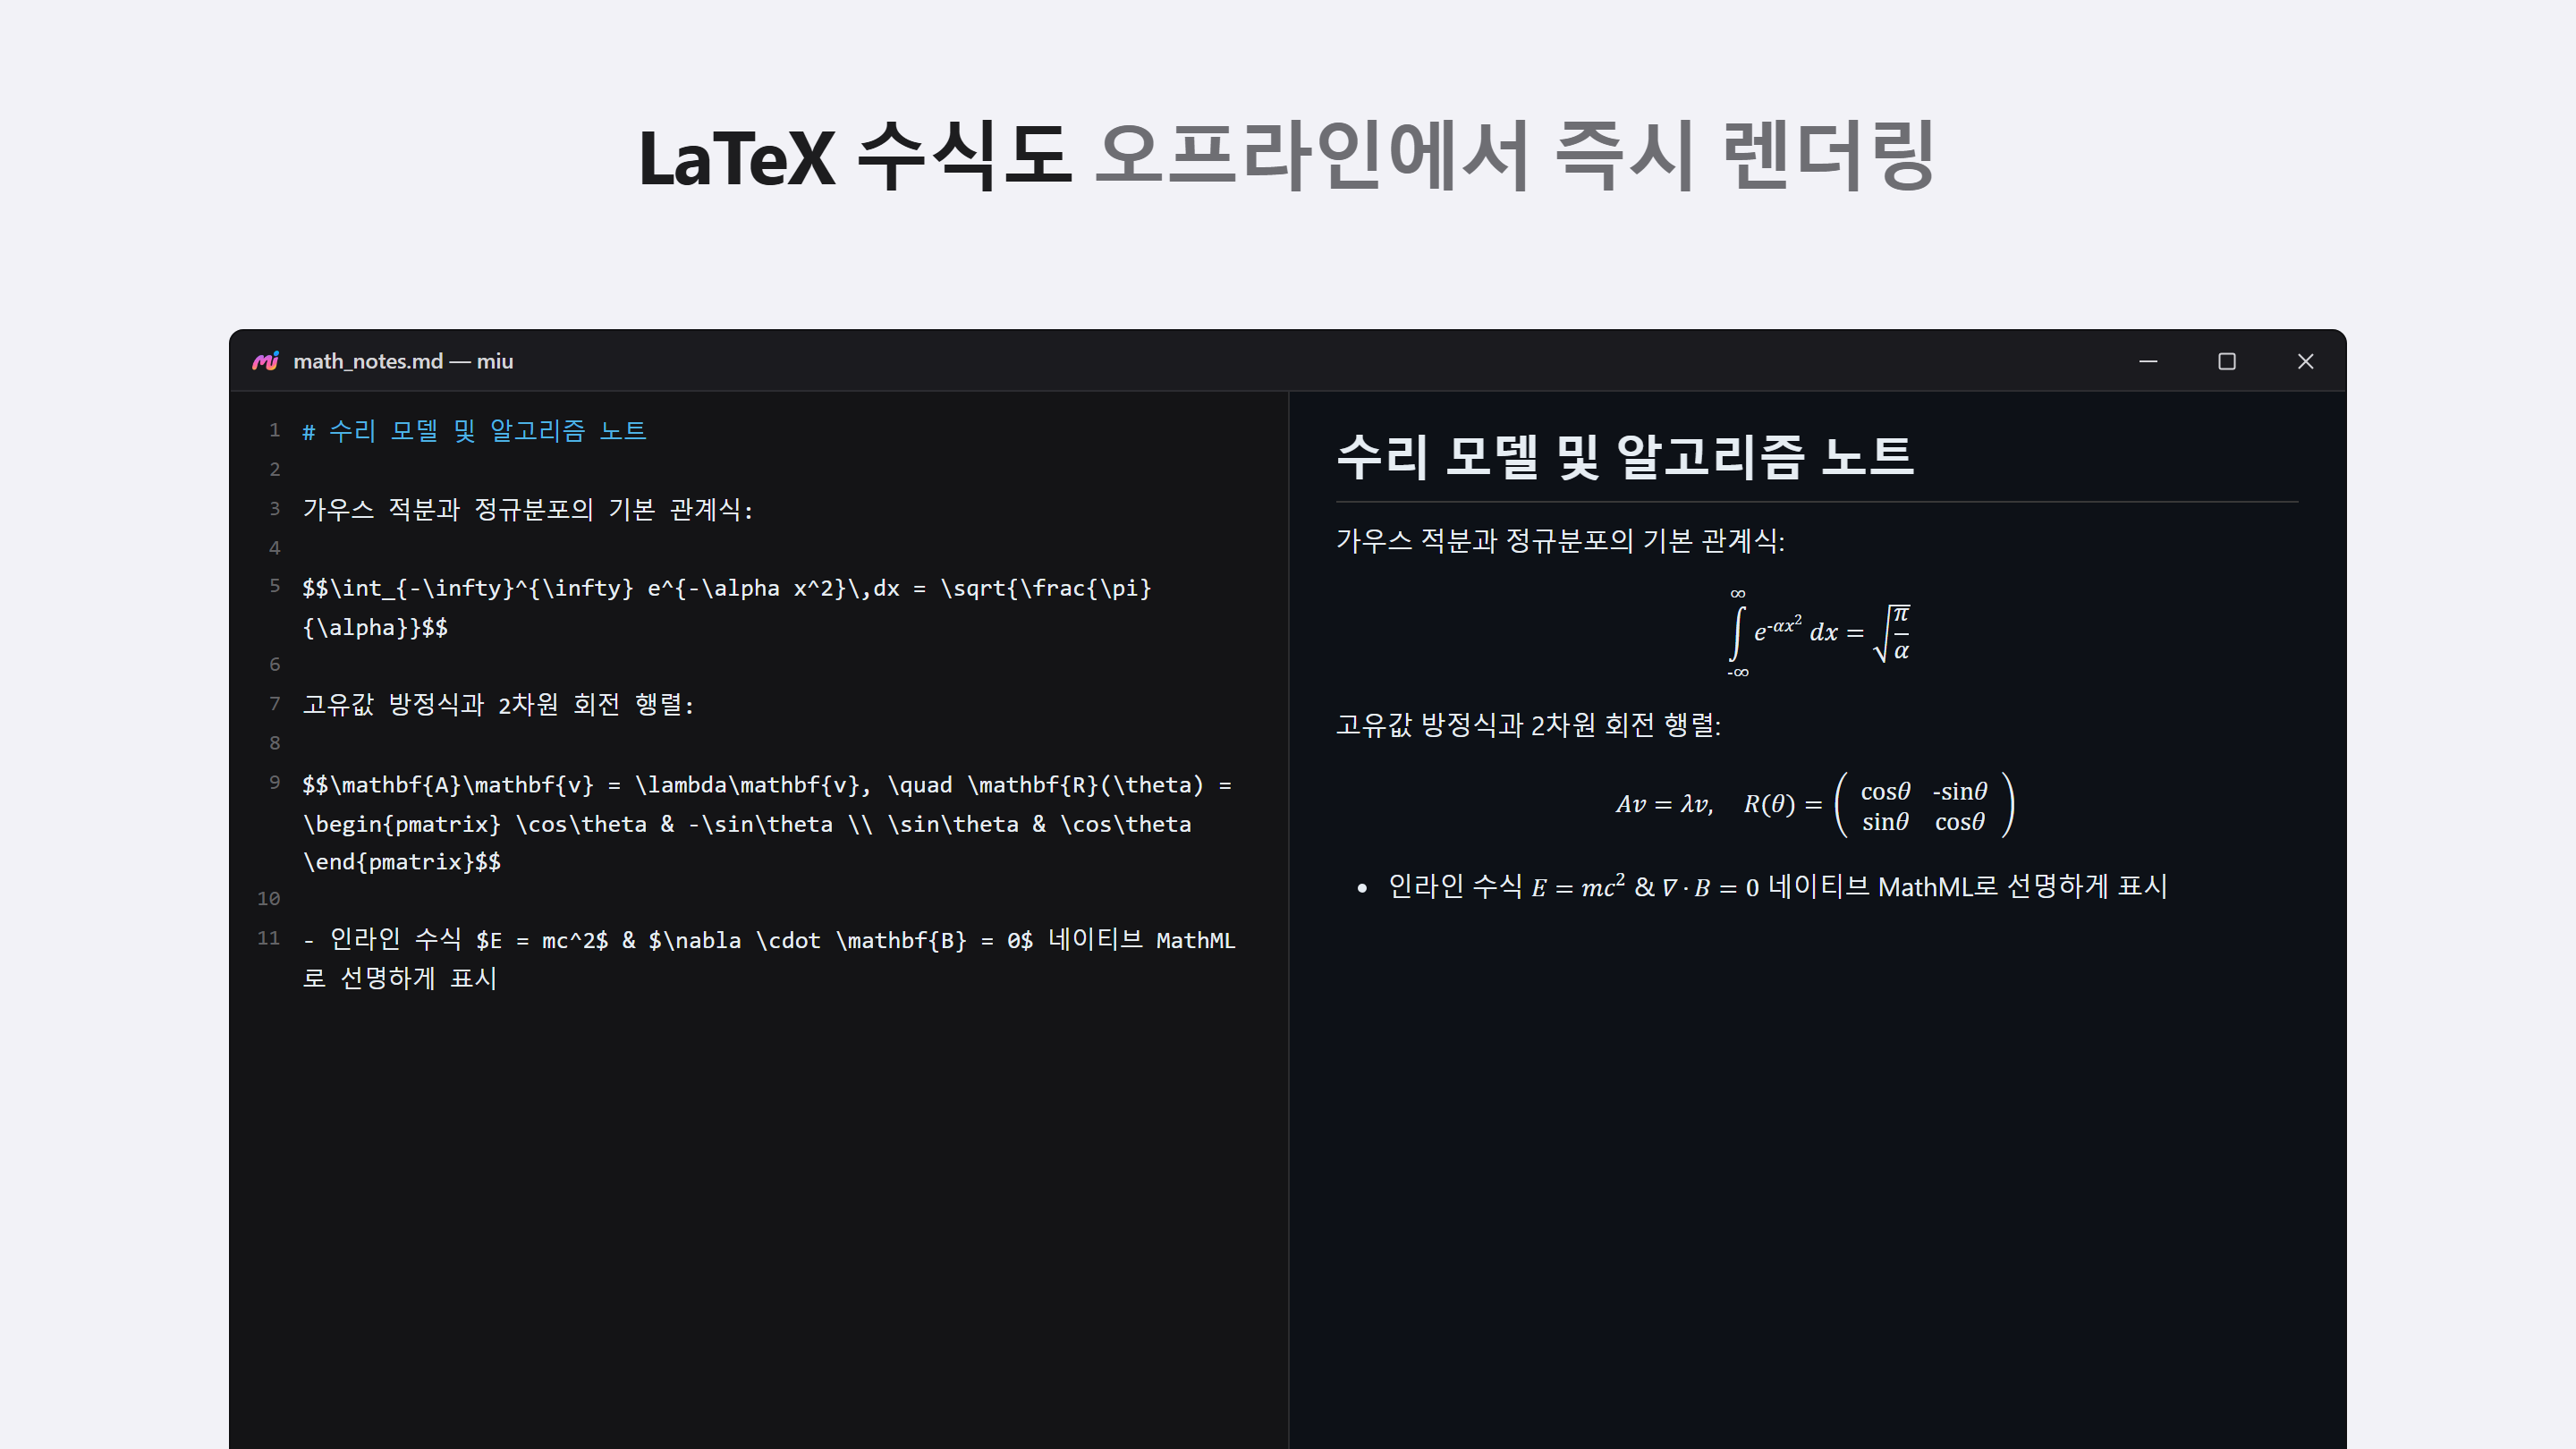 LaTeX 수식도 오프라인에서 즉시 렌더링
math_notes.md — miu
1 # 수리 모델 및 알고리즘 노트
2
3 가우스 적분과 정규분포의 기본 관계식:
4
5 $$\int_{-\infty}^{\infty} e^{-\alpha x^2}\,dx = \sqrt{\frac{\pi}
{\alpha}}$$
6
7 고유값 방정식과 2차원 회전 행렬:
8
9 $$\mathbf{A}\mathbf{v} = \lambda\mathbf{v}, \quad \mathbf{R}(\theta) =
\begin{pmatrix} \cos\theta & -\sin\theta \\ \sin\theta & \cos\theta
\end{pmatrix}$$
10
11 - 인라인 수식 $E = mc^2$ & $\nabla \cdot \mathbf{B} = 0$ 네이티브 MathML
로 선명하게 표시
수리 모델 및 알고리즘 노트
가우스 적분과 정규분포의 기본 관계식:
∫_{-∞}^{∞} e^{-αx²} dx = √(π/α)
고유값 방정식과 2차원 회전 행렬:
Av = λv, R(θ) = ( cosθ -sinθ
sinθ cosθ )
• 인라인 수식 E = mc² & ∇ · B = 0 네이티브 MathML로 선명하게 표시